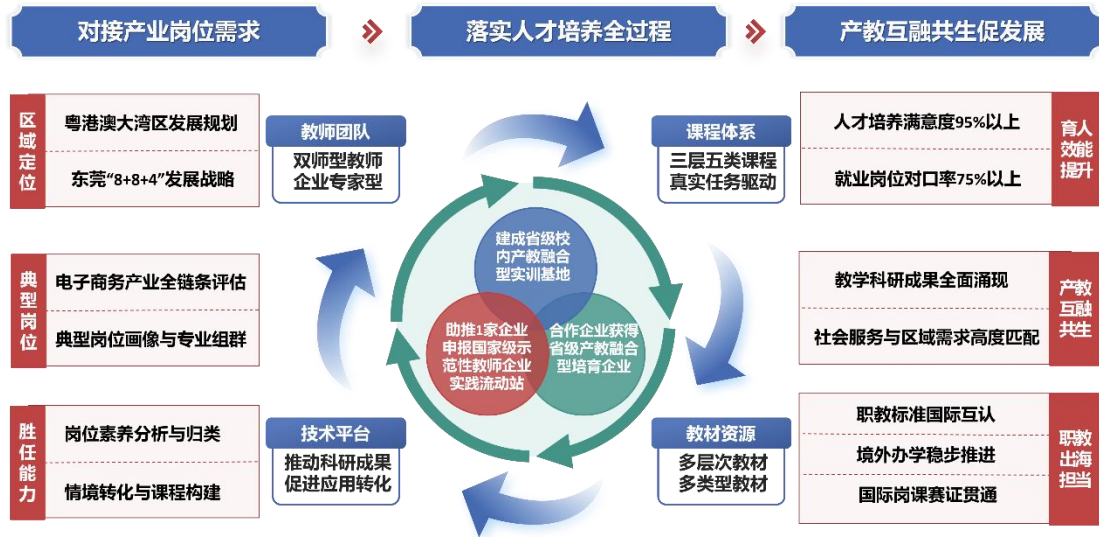 对接产业岗位需求
落实人才培养全过程
产教互融共生促发展
区域定位
粤港澳大湾区发展规划
东莞“8+8+4”发展战略
典型岗位
电子商务产业全链条评估
典型岗位画像与专业组群
胜任能力
岗位素养分析与归类
情境转化与课程构建
教师团队
双师型教师
企业专家型
课程体系
三层五类课程
真实任务驱动
建成省级校
内产教融合
型实训基地
助推1家企业
申报国家级示
范性教师企业
实践流动站
合作企业获得
省级产教融合
型培育企业
技术平台
推动科研成果
促进应用转化
教材资源
多层次教材
多类型教材
人才培养满意度95%以上
就业岗位对口率75%以上
育人
效能
提升
教学科研成果全面涌现
社会服务与区域需求高度匹配
产教
互融
共生
职教标准国际互认
境外办学稳步推进
国际岗课赛证贯通
职教
出海
担当